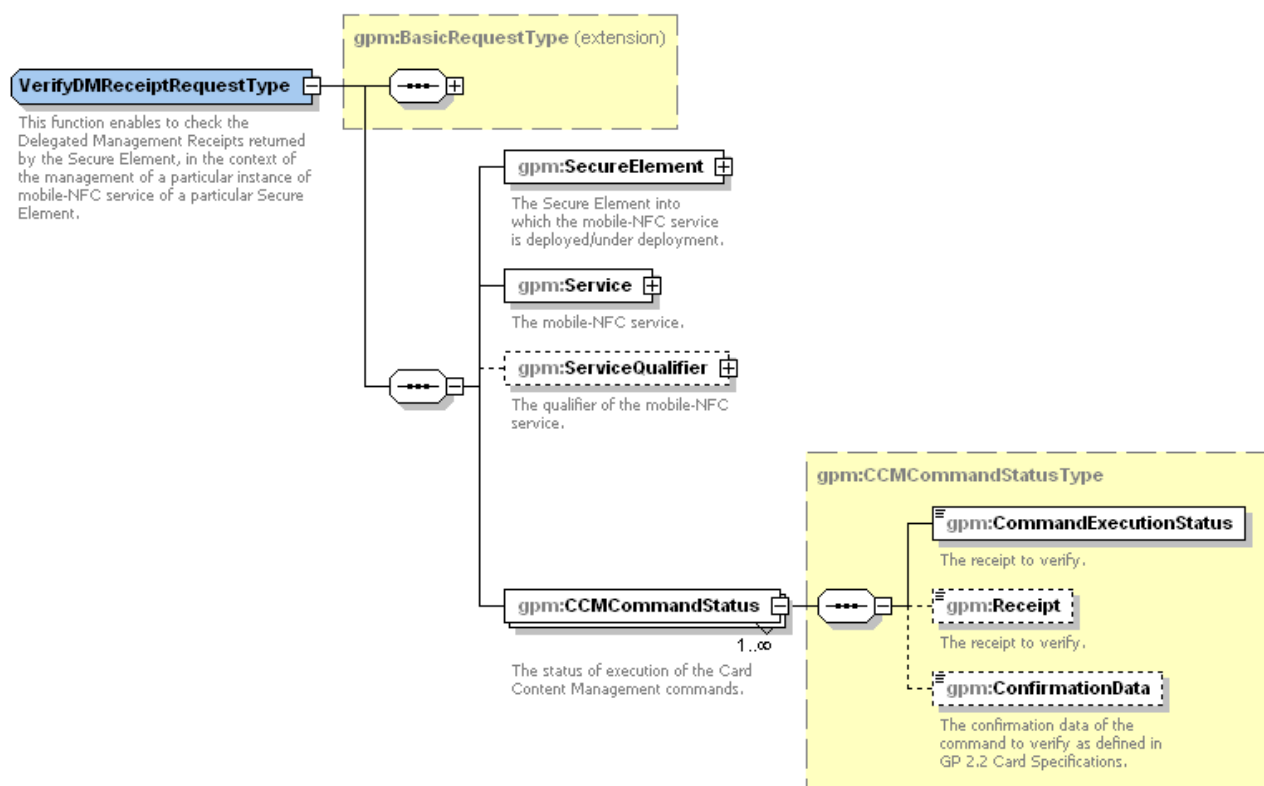 gpm:BasicRequestType (extension)
VerifyDMReceiptRequestType
This function enables to check the
Delegated Management Receipts returned
by the Secure Element, in the context of
the management of a particular instance of
mobile-NFC service of a particular Secure
Element.
gpm:SecureElement
The Secure Element into
which the mobile-NFC service
is deployed/under deployment.
gpm:Service
The mobile-NFC service.
gpm:ServiceQualifier
The qualifier of the mobile-NFC
service.
gpm:CCMCommandStatusType
gpm:CommandExecutionStatus
The receipt to verify.
gpm:CCMCommandStatus
1..∞
The status of execution of the Card
Content Management commands.
gpm:Receipt
The receipt to verify.
gpm:ConfirmationData
The confirmation data of the
command to verify as defined in
GP 2.2 Card Specifications.